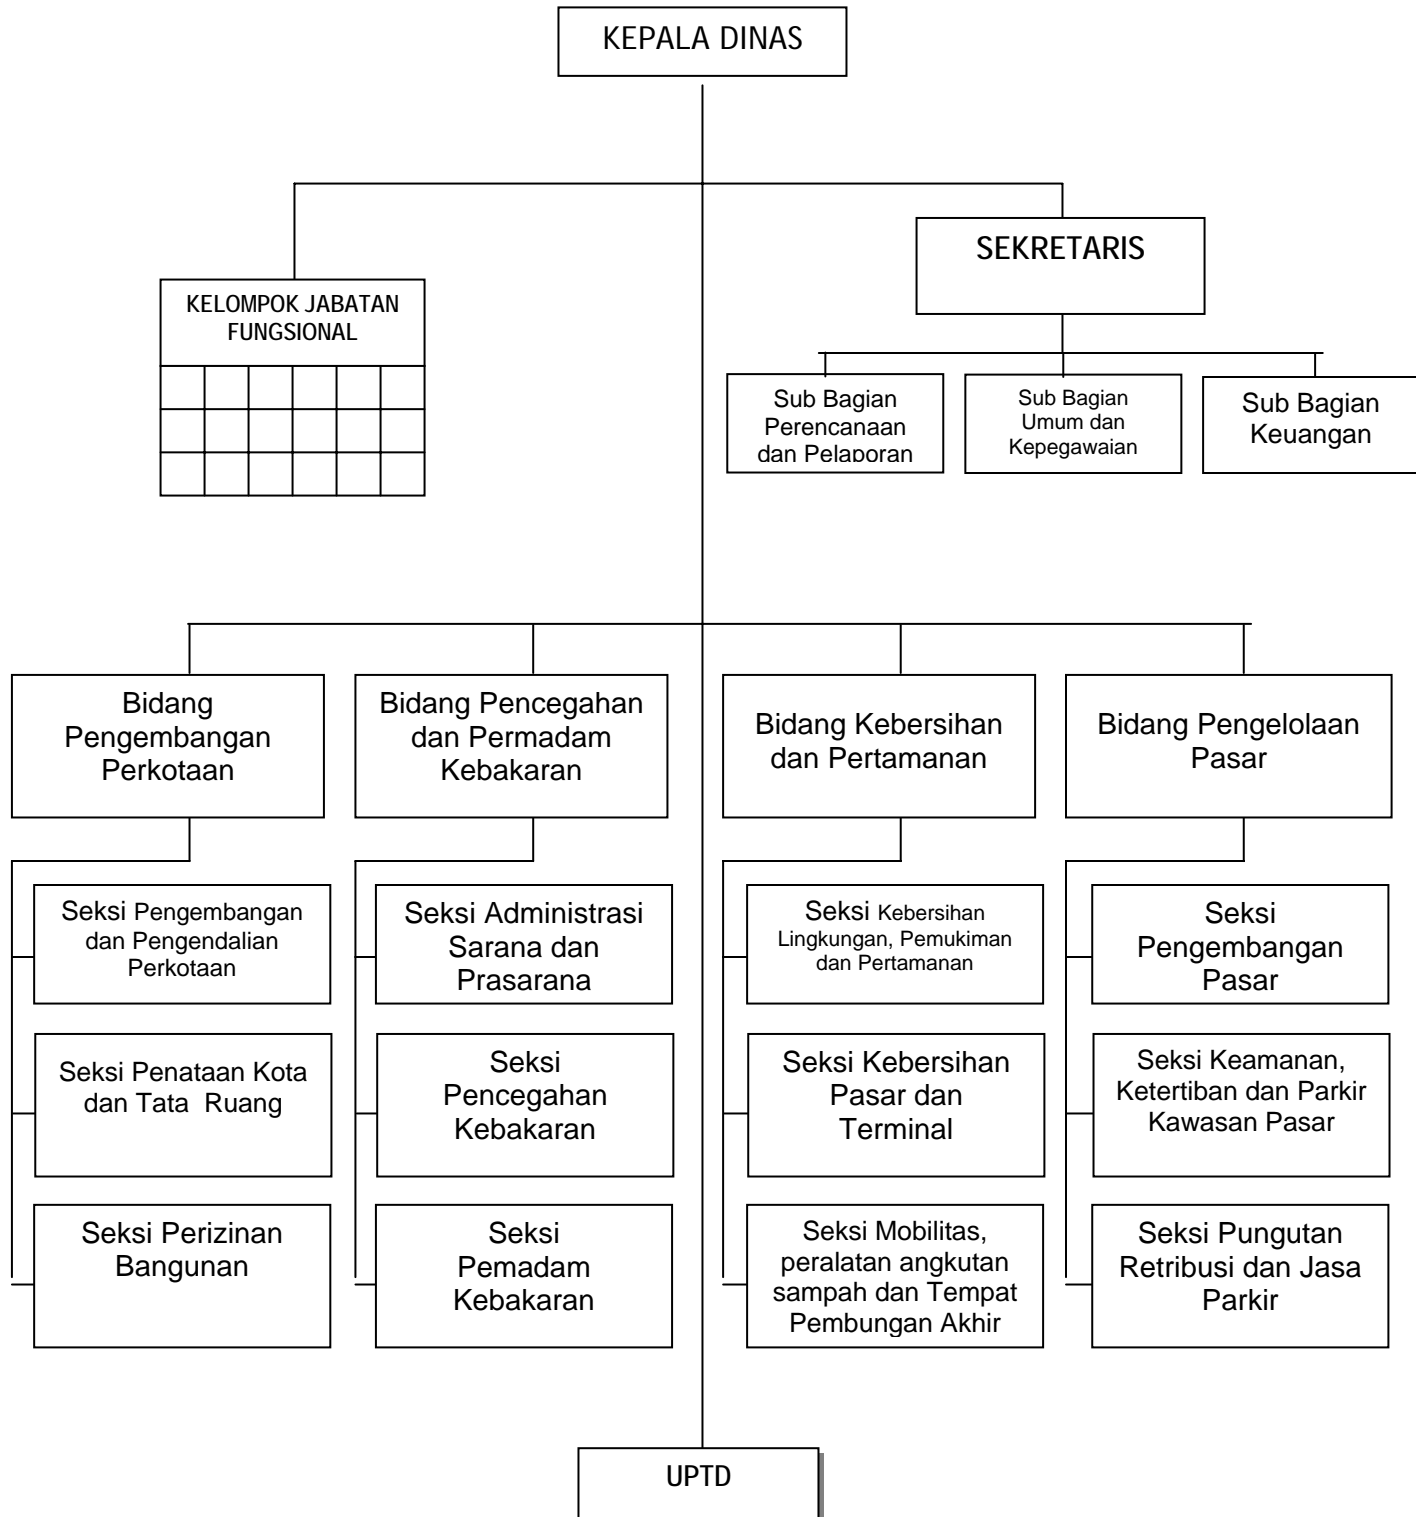 KEPALA DINAS
SEKRETARIS
KELOMPOK JABATAN
FUNGSIONAL
Sub Bagian
Perencanaan
dan Pelaporan
Sub Bagian
Umum dan
Kepegawaian
Sub Bagian
Keuangan
Bidang
Pengembangan
Perkotaan
Bidang Pencegahan
dan Permadam
Kebakaran
Bidang Kebersihan
dan Pertamanan
Bidang Pengelolaan
Pasar
Seksi Pengembangan
dan Pengendalian
Perkotaan
Seksi Administrasi
Sarana dan
Prasarana
Seksi Kebersihan
Lingkungan, Pemukiman
dan Pertamanan
Seksi
Pengembangan
Pasar
Seksi Penataan Kota
dan Tata  Ruang
Seksi
Pencegahan
Kebakaran
Seksi Kebersihan
Pasar dan
Terminal
Seksi Keamanan,
Ketertiban dan Parkir
Kawasan Pasar
Seksi Perizinan
Bangunan
Seksi
Pemadam
Kebakaran
Seksi Mobilitas,
peralatan angkutan
sampah dan Tempat
Pembungan Akhir
Seksi Pungutan
Retribusi dan Jasa
Parkir
UPTD